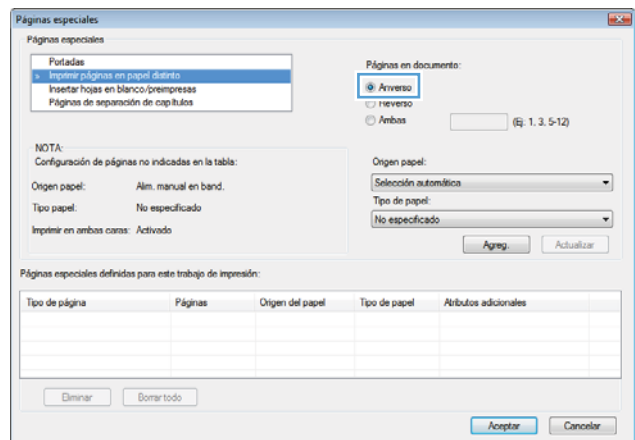 Páginas especiales
Páginas especiales
Portadas
» Imprimir páginas en papel distinto
Insertar hojas en blanco/preimpresas
Páginas de separación de capítulos
Páginas en documento:
Anverso
Reverso
Ambas (Ej: 1, 3, 5-12)
NOTA:
Configuración de páginas no indicadas en la tabla:
Origen papel: Alim. manual en band.
Tipo papel: No especificado
Imprimir en ambas caras: Activado
Origen papel:
Selección automática
Tipo de papel:
No especificado
Agreg. Actualizar
Páginas especiales definidas para este trabajo de impresión:
Tipo de página Páginas Origen del papel Tipo de papel Atributos adicionales
Eliminar Borrar todo
Aceptar Cancelar